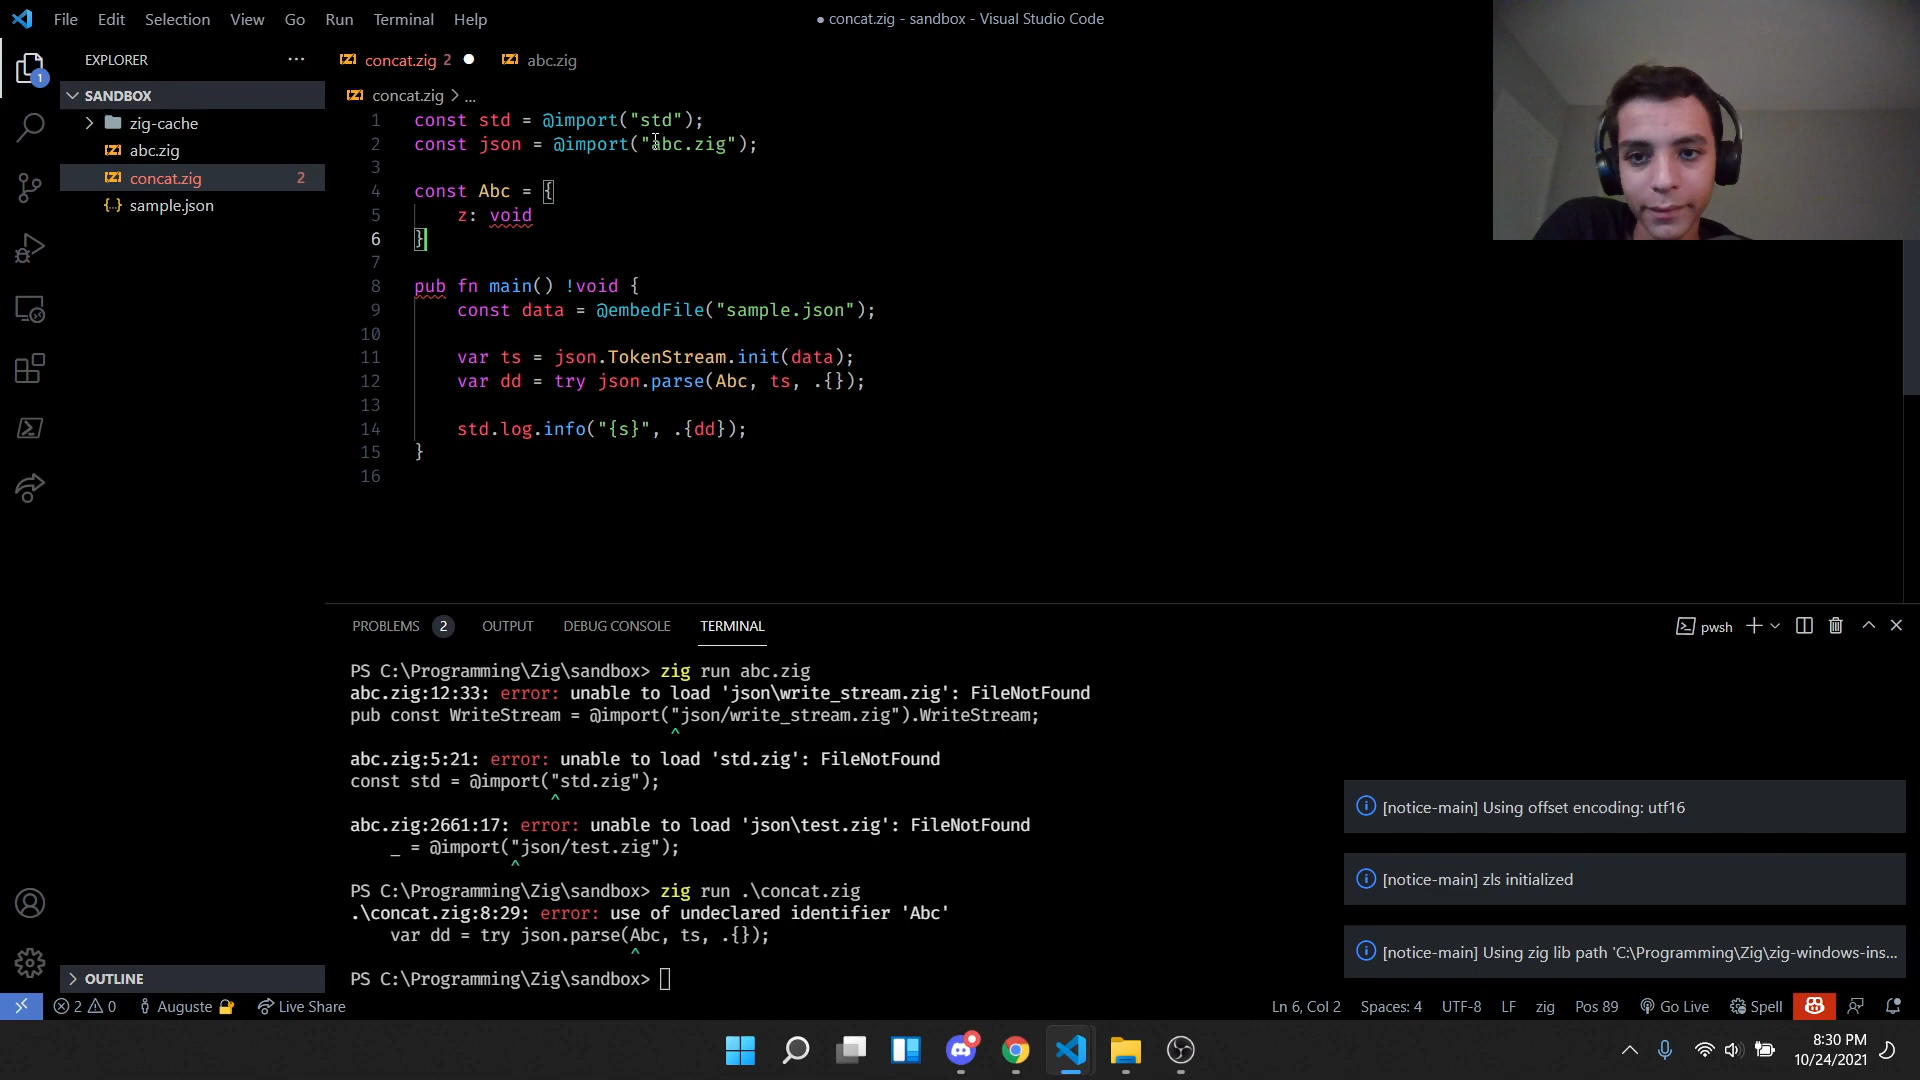 File Edit Selection View Go Run Terminal Help
● concat.zig - sandbox - Visual Studio Code
EXPLORER ...
concat.zig 2 ● abc.zig
SANDBOX
concat.zig > ...
zig-cache
abc.zig
concat.zig 2
{..} sample.json
1 const std = @import("std");
2 const json = @import("abc.zig");
3
4 const Abc = {
5 z: void
6 }
7
8 pub fn main() !void {
9 const data = @embedFile("sample.json");
10
11 var ts = json.TokenStream.init(data);
12 var dd = try json.parse(Abc, ts, .{});
13
14 std.log.info("{s}", .{dd});
15 }
16
1
PROBLEMS 2 OUTPUT DEBUG CONSOLE TERMINAL
pwsh
PS C:\Programming\Zig\sandbox> zig run abc.zig
abc.zig:12:33: error: unable to load 'json\write_stream.zig': FileNotFound
pub const WriteStream = @import("json/write_stream.zig").WriteStream;
^
abc.zig:5:21: error: unable to load 'std.zig': FileNotFound
const std = @import("std.zig");
^
abc.zig:2661:17: error: unable to load 'json\test.zig': FileNotFound
_ = @import("json/test.zig");
^
PS C:\Programming\Zig\sandbox> zig run .\concat.zig
.\concat.zig:8:29: error: use of undeclared identifier 'Abc'
var dd = try json.parse(Abc, ts, .{});
^
PS C:\Programming\Zig\sandbox>
[notice-main] Using offset encoding: utf16
[notice-main] zls initialized
[notice-main] Using zig lib path 'C:\Programming\Zig\zig-windows-ins...
OUTLINE
2 0 Auguste Live Share
Ln 6, Col 2 Spaces: 4 UTF-8 LF zig Pos 89 Go Live Spell
8:30 PM
10/24/2021